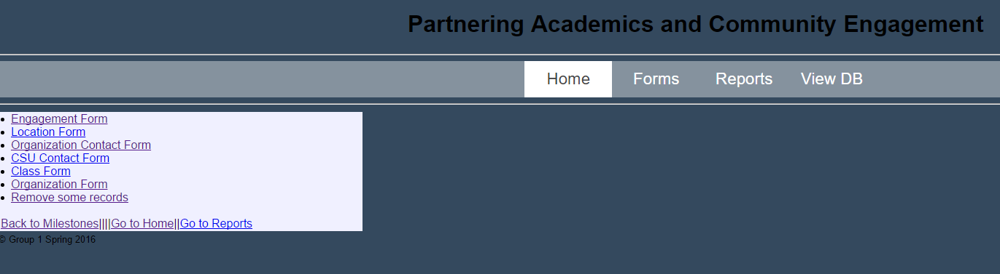 Partnering Academics and Community Engagement
Home Forms Reports View DB
• Engagement Form
• Location Form
• Organization Contact Form
• CSU Contact Form
• Class Form
• Organization Form
• Remove some records
Back to Milestones||||Go to Home||Go to Reports
© Group 1 Spring 2016